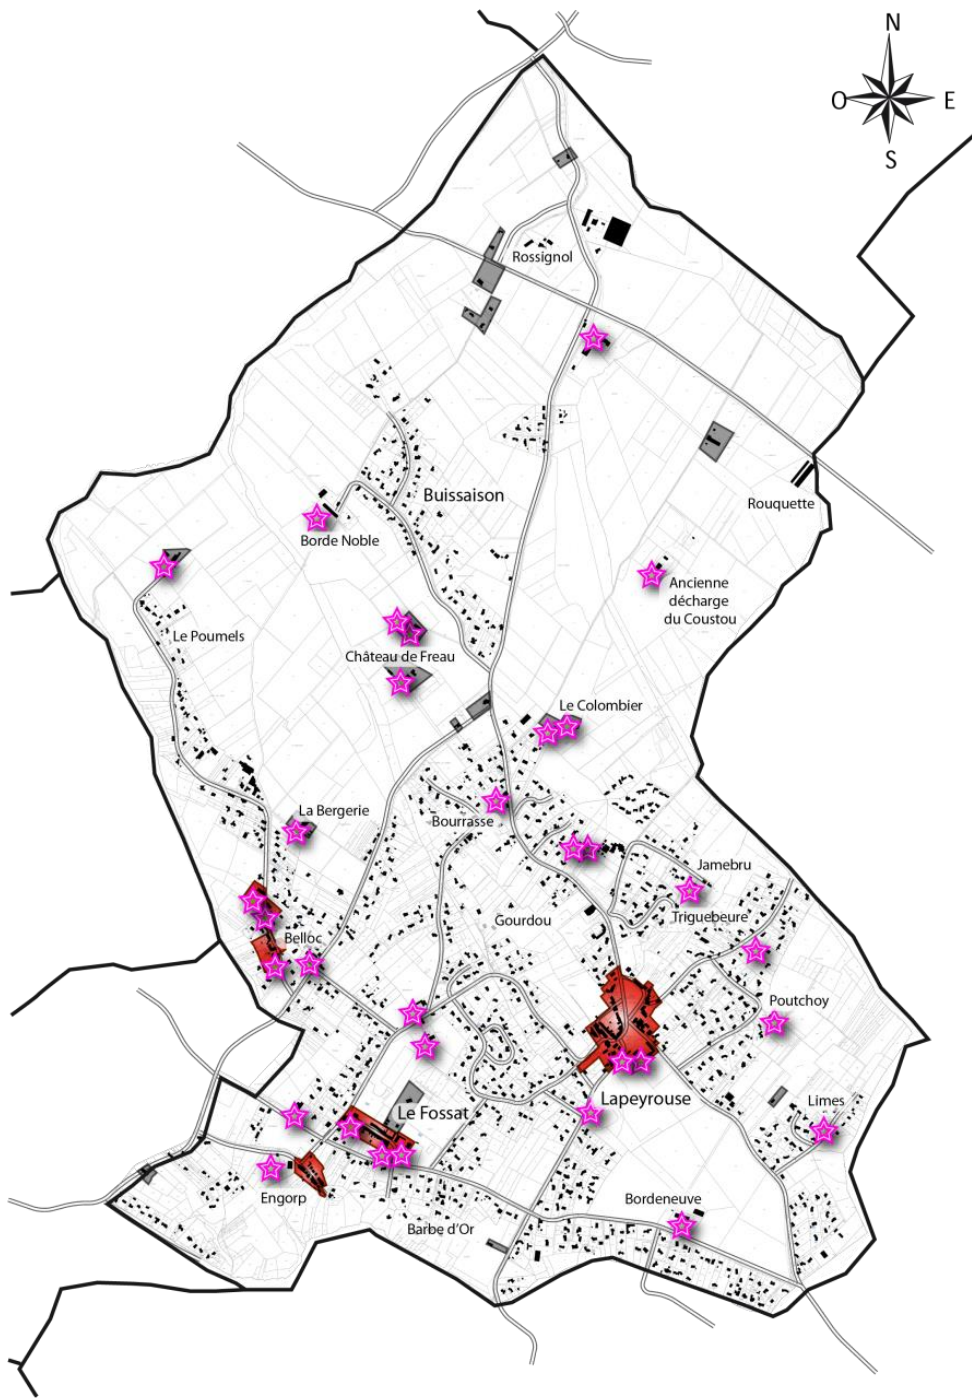 N
O
E
S
Rossignol
Buissaison
Rouquette
Borde Noble
Ancienne
décharge
du Coustou
Le Poumels
Château de Freau
Le Colombier
La Bergerie
Bourrasse
Jamebru
Triguebeure
Gourdou
Belloc
Poutchoy
Lapeyrouse
Limes
Le Fossat
Engorp
Bordeneuve
Barbe d'Or